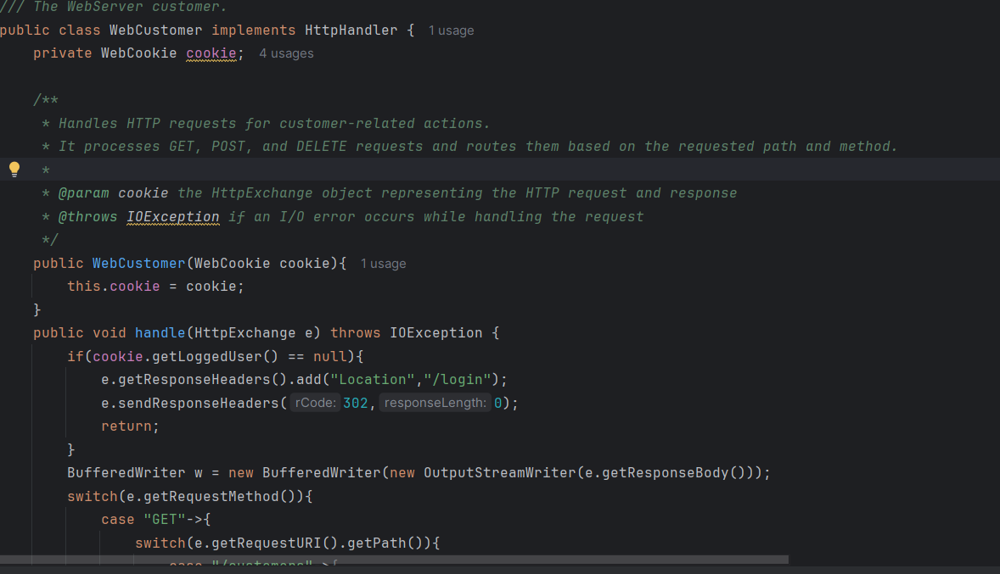 /// The WebServer customer.
public class WebCustomer implements HttpHandler { 1 usage
private WebCookie cookie; 4 usages
/**
* Handles HTTP requests for customer-related actions.
* It processes GET, POST, and DELETE requests and routes them based on the requested path and method.
*
* @param cookie the HttpExchange object representing the HTTP request and response
* @throws IOException if an I/O error occurs while handling the request
*/
public WebCustomer(WebCookie cookie){ 1 usage
this.cookie = cookie;
}
public void handle(HttpExchange e) throws IOException {
if(cookie.getLoggedUser() == null){
e.getResponseHeaders().add("Location","/login");
e.sendResponseHeaders( rCode: 302, responseLength: 0);
return;
}
BufferedWriter w = new BufferedWriter(new OutputStreamWriter(e.getResponseBody()));
switch(e.getRequestMethod()){
case "GET"->{
switch(e.getRequestURI().getPath()){
case "/customers"->{